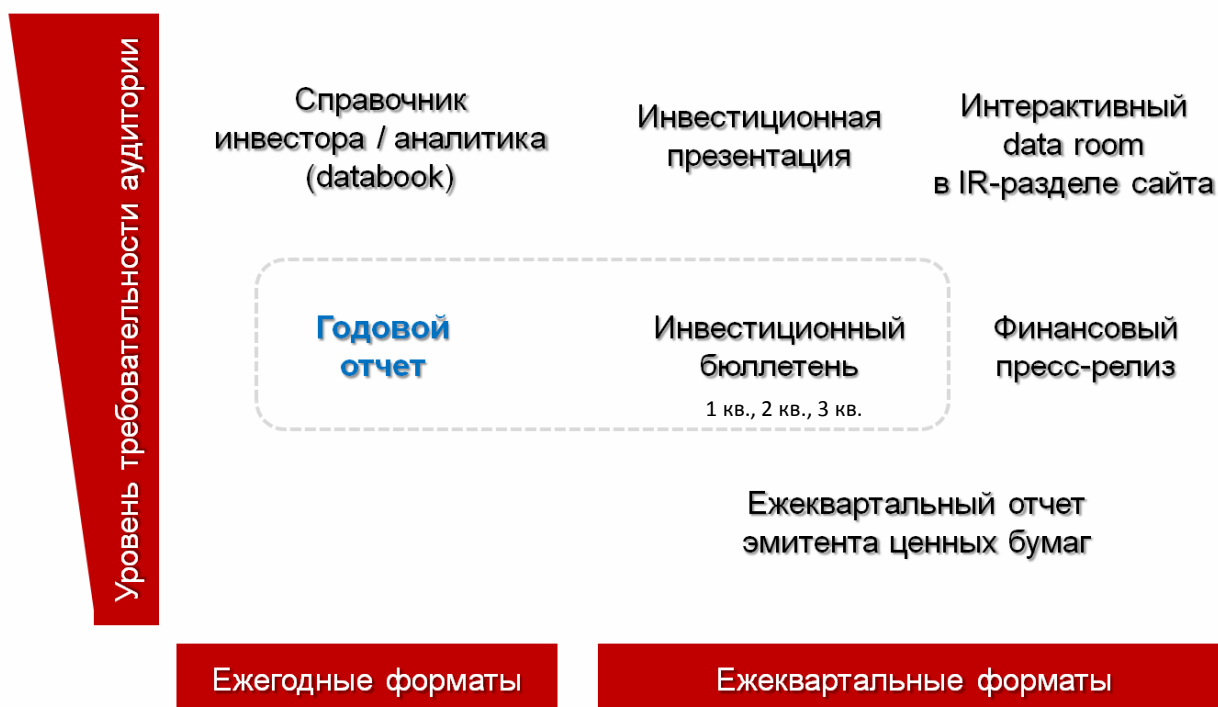 Уровень требовательности аудитории
Справочник
инвестора / аналитика
(databook)
Инвестиционная
презентация
Интерактивный
data room
в IR-разделе сайта
Годовой
отчет
Инвестиционный
бюллетень
1 кв., 2 кв., 3 кв.
Финансовый
пресс-релиз
Ежеквартальный отчет
эмитента ценных бумаг
Ежегодные форматы
Ежеквартальные форматы